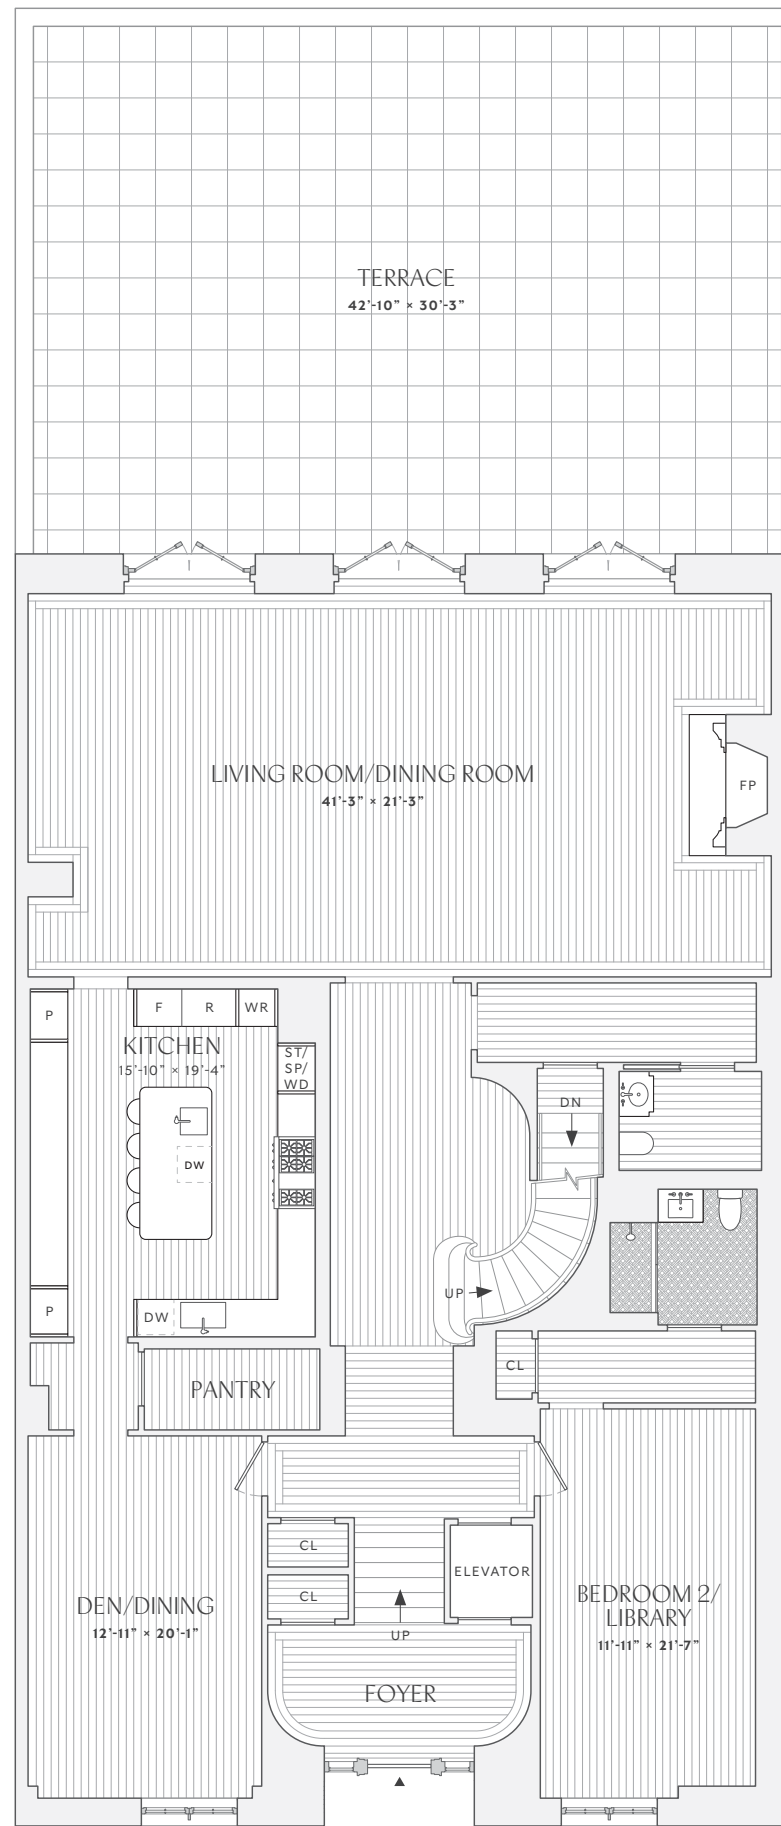 TERRACE
42’-10” × 30’-3”
LIVING ROOM/DINING ROOM
41’-3” × 21’-3”
FP
P
F
R
WR
KITCHEN
15’-10” × 19’-4”
ST/
SP/
WD
DN
DW
UP
P
DW
CL
PANTRY
CL
ELEVATOR
CL
DEN/DINING
12’-11” × 20’-1”
BEDROOM 2/
LIBRARY
11’-11” × 21’-7”
UP
FOYER